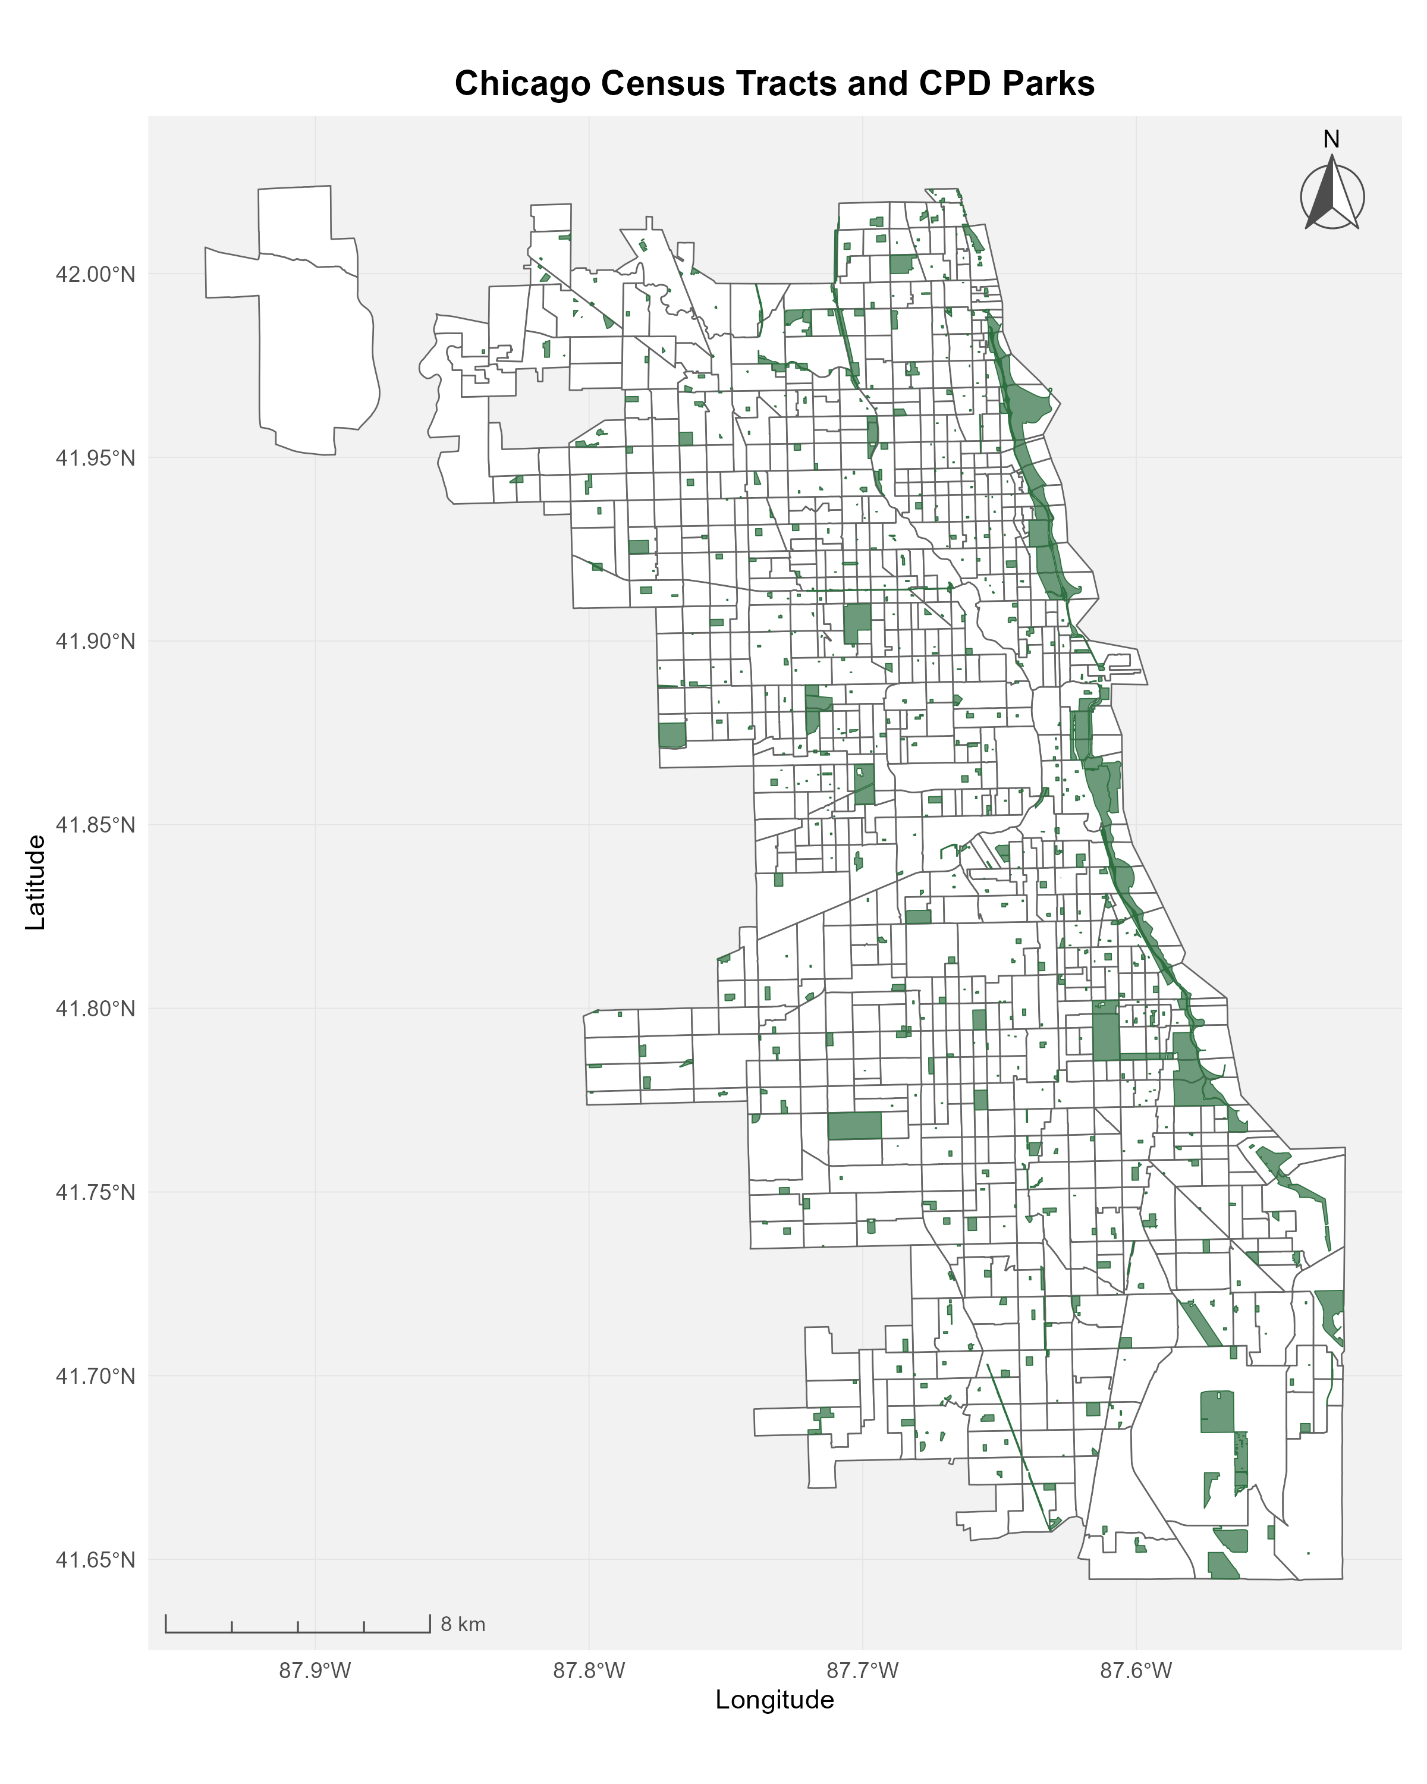 Chicago Census Tracts and CPD Parks
N
42.00°N
41.95°N
41.90°N
41.85°N
41.80°N
41.75°N
41.70°N
41.65°N
Latitude
8 km
87.9°W
87.8°W
87.7°W
87.6°W
Longitude